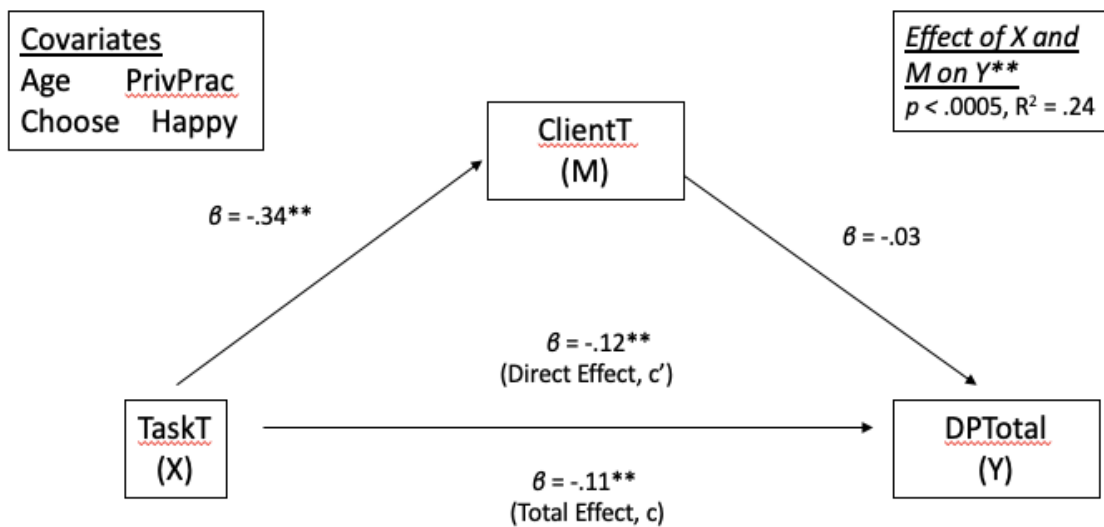 Covariates
Age PrivPrac
Choose Happy
Effect of X and
M on Y**
p < .0005, R² = .24
ClientT
(M)
β = -.34**
β = -.03
β = -.12**
(Direct Effect, c’)
TaskT
(X)
DPTotal
(Y)
β = -.11**
(Total Effect, c)